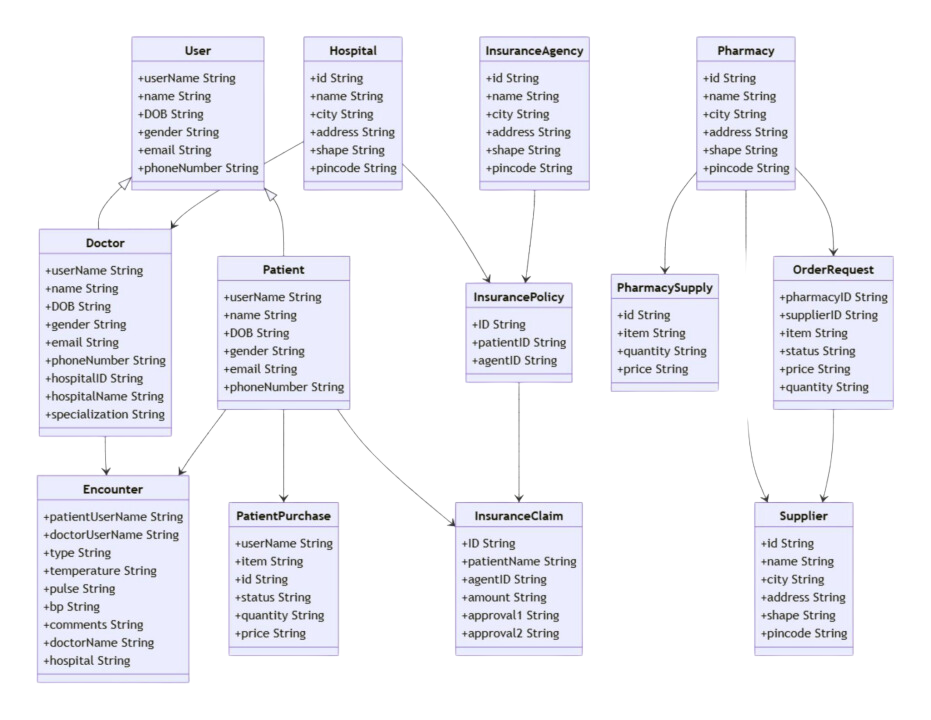 User
+userName String
+name String
+DOB String
+gender String
+email String
+phoneNumber String
Hospital
+id String
+name String
+city String
+address String
+shape String
+pincode String
InsuranceAgency
+id String
+name String
+city String
+address String
+shape String
+pincode String
Pharmacy
+id String
+name String
+city String
+address String
+shape String
+pincode String
Doctor
+userName String
+name String
+DOB String
+gender String
+email String
+phoneNumber String
+hospitalID String
+hospitalName String
+specialization String
Patient
+userName String
+name String
+DOB String
+gender String
+email String
+phoneNumber String
InsurancePolicy
+ID String
+patientID String
+agentID String
PharmacySupply
+id String
+item String
+quantity String
+price String
OrderRequest
+pharmacyID String
+supplierID String
+item String
+status String
+price String
+quantity String
Encounter
+patientUserName String
+doctorUserName String
+type String
+temperature String
+pulse String
+bp String
+comments String
+doctorName String
+hospital String
PatientPurchase
+userName String
+item String
+id String
+status String
+quantity String
+price String
InsuranceClaim
+ID String
+patientName String
+agentID String
+amount String
+approval1 String
+approval2 String
Supplier
+id String
+name String
+city String
+address String
+shape String
+pincode String